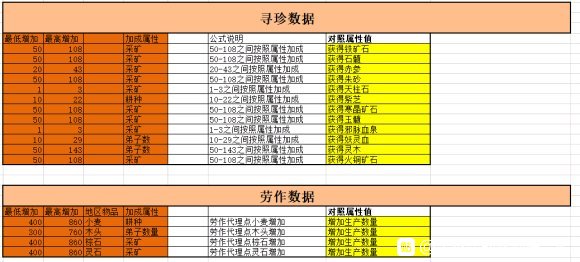 寻珍数据
最低增加 最高增加 加成属性 公式说明 对照属性值
50 108 采矿 50-108之间按照属性加成 获得铁矿石
50 108 采矿 50-108之间按照属性加成 获得石髓
20 43 采矿 20-43之间按照属性加成 获得赤参
50 108 采矿 50-108之间按照属性加成 获得朱砂
1 3 采矿 1-3之间按照属性加成 获得天柱石
10 22 耕种 10-22之间按照属性加成 获得紫芝
50 108 采矿 50-108之间按照属性加成 获得寒晶矿石
50 108 采矿 50-108之间按照属性加成 获得玉髓
1 3 采矿 1-3之间按照属性加成 获得邪脉血泉
10 29 弟子数 10-29之间按照属性加成 获得妖灵血
50 143 弟子数 50-143之间按照属性加成 获得灵木
50 108 采矿 50-108之间按照属性加成 获得火铜矿石
劳作数据
最低增加 最高增加 地区物品 加成属性 对照属性值
400 860 小麦 耕种 劳作代理点小麦增加 增加生产数量
300 760 木头 弟子数量 劳作代理点木头增加 增加生产数量
400 860 棕石 采矿 劳作代理点棕石增加 增加生产数量
400 860 灵石 采矿 劳作代理点灵石增加 增加生产数量